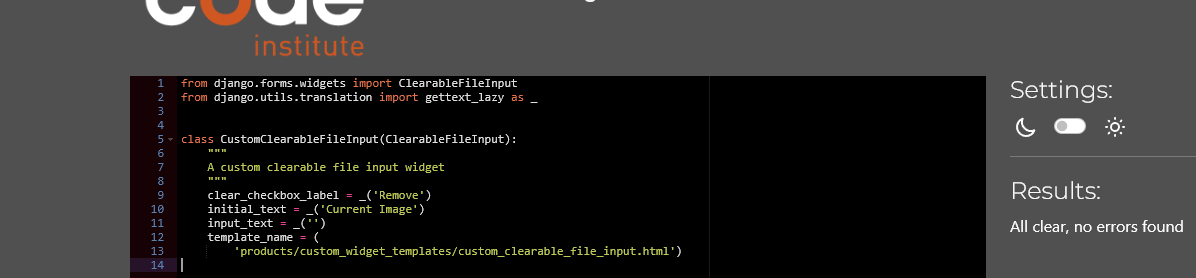 code
institute
1 from django.forms.widgets import ClearableFileInput
2 from django.utils.translation import gettext_lazy as _
3
4
5 class CustomClearableFileInput(ClearableFileInput):
6 """
7 A custom clearable file input widget
8 """
9 clear_checkbox_label = _('Remove')
10 initial_text = _('Current Image')
11 input_text = _('')
12 template_name = (
13 'products/custom_widget_templates/custom_clearable_file_input.html')
14
Settings:
Results:
All clear, no errors found